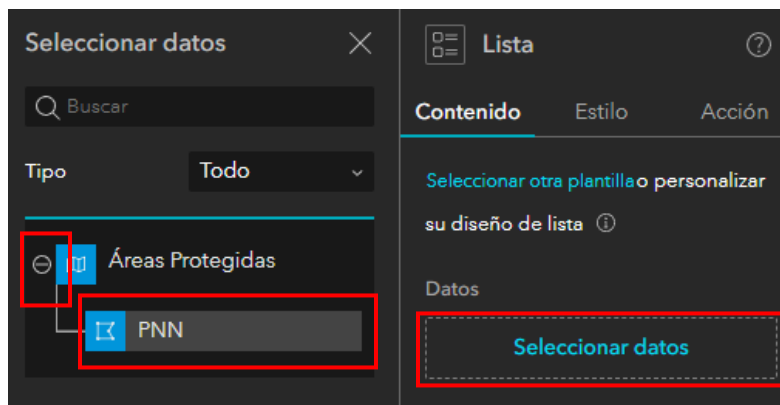 Seleccionar datos
Buscar
Tipo
Todo
Áreas Protegidas
PNN
Lista
Contenido
Estilo
Acción
Seleccionar otra plantilla o personalizar
su diseño de lista
Datos
Seleccionar datos